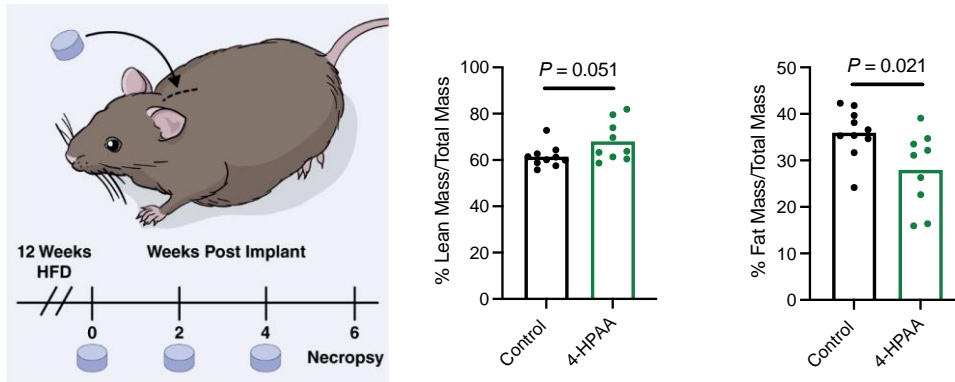 12 Weeks
HFD
Weeks Post Implant
0
2
4
6
Necropsy
% Lean Mass/Total Mass
100
80
60
40
20
0
P = 0.051
Control
4-HPAA
% Fat Mass/Total Mass
50
40
30
20
10
0
P = 0.021
Control
4-HPAA